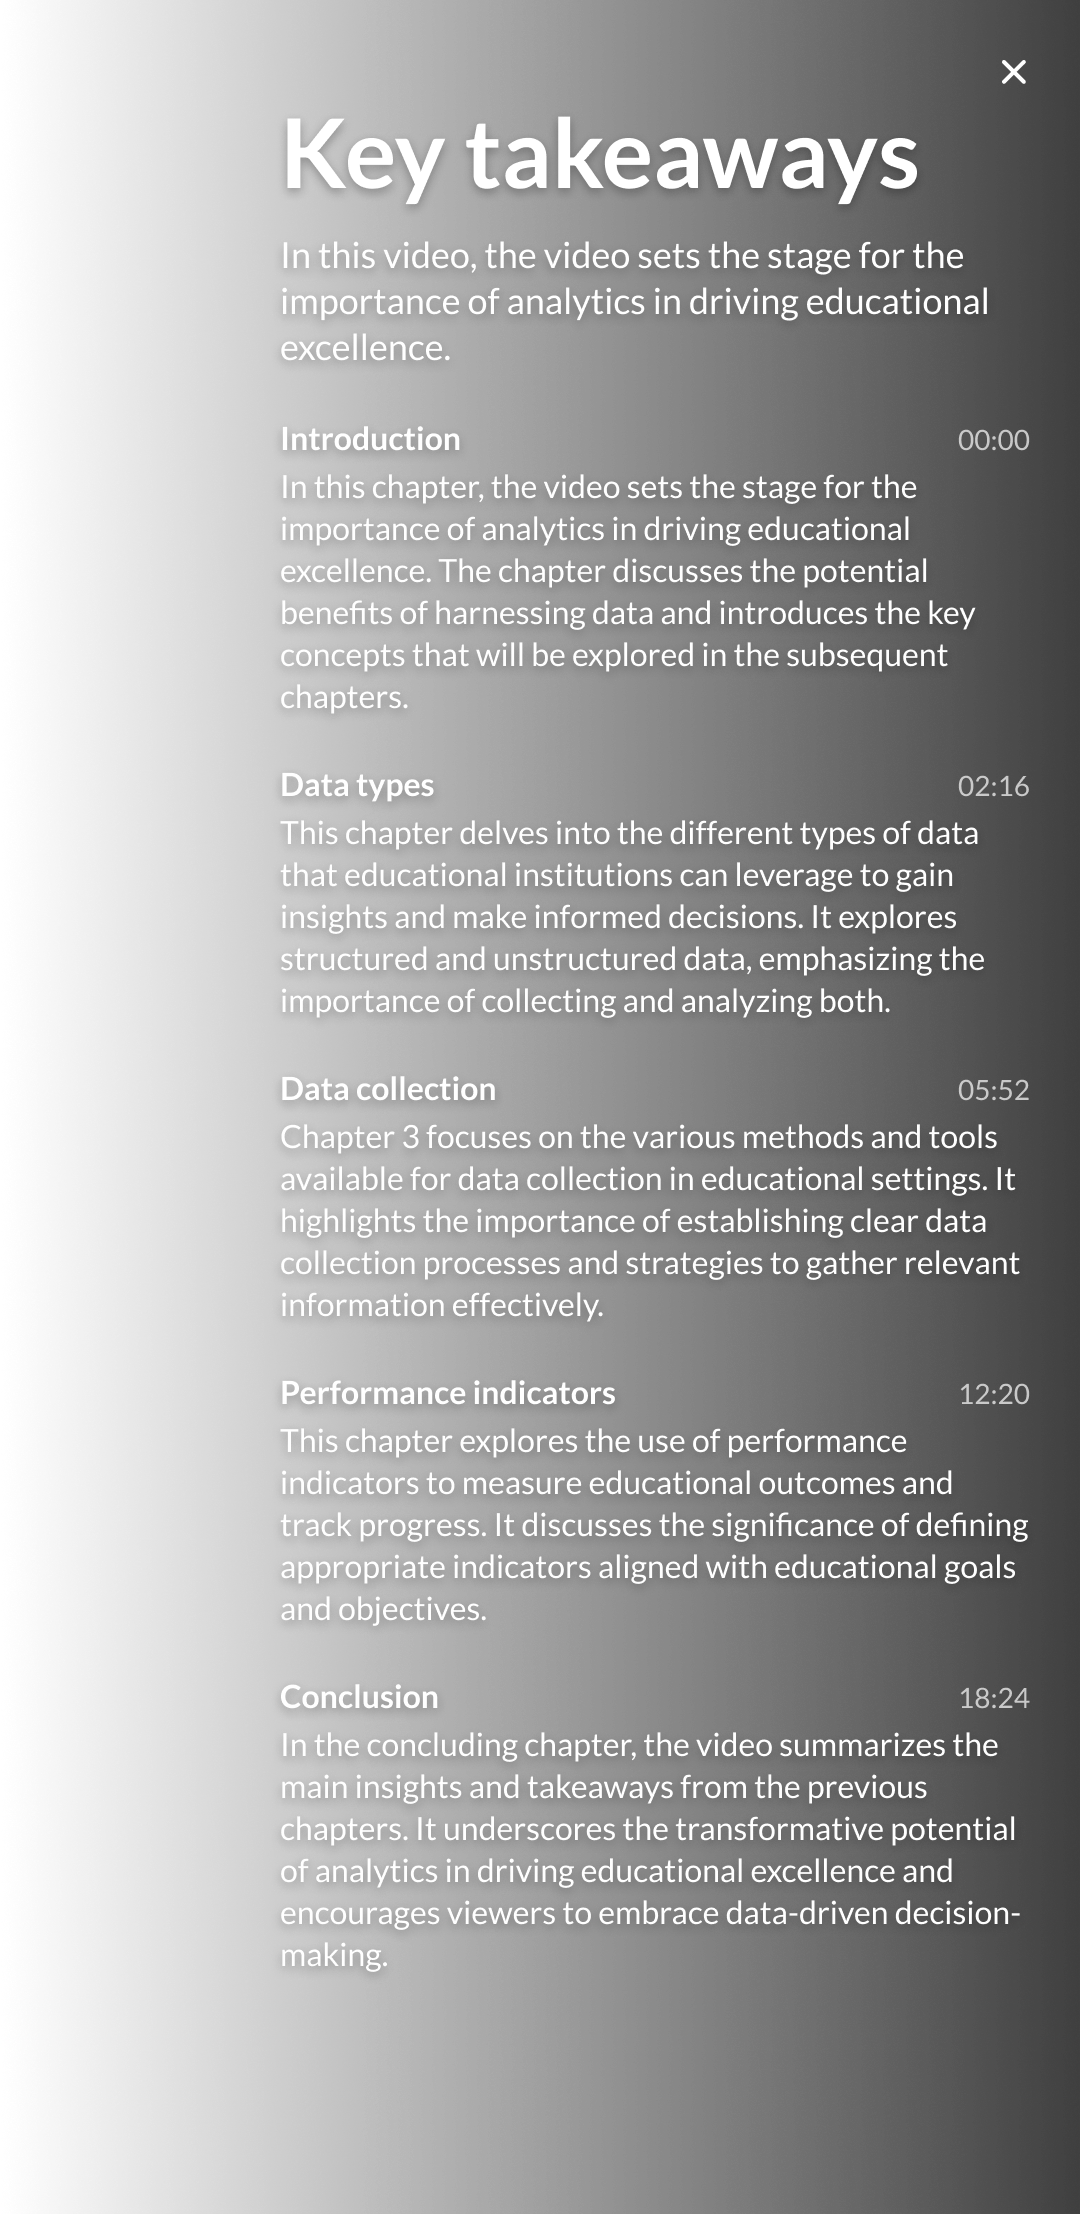 Key takeaways
In this video, the video sets the stage for the
importance of analytics in driving educational
excellence.
Introduction 00:00
In this chapter, the video sets the stage for the
importance of analytics in driving educational
excellence. The chapter discusses the potential
benefits of harnessing data and introduces the key
concepts that will be explored in the subsequent
chapters.
Data types 02:16
This chapter delves into the different types of data
that educational institutions can leverage to gain
insights and make informed decisions. It explores
structured and unstructured data, emphasizing the
importance of collecting and analyzing both.
Data collection 05:52
Chapter 3 focuses on the various methods and tools
available for data collection in educational settings. It
highlights the importance of establishing clear data
collection processes and strategies to gather relevant
information effectively.
Performance indicators 12:20
This chapter explores the use of performance
indicators to measure educational outcomes and
track progress. It discusses the significance of defining
appropriate indicators aligned with educational goals
and objectives.
Conclusion 18:24
In the concluding chapter, the video summarizes the
main insights and takeaways from the previous
chapters. It underscores the transformative potential
of analytics in driving educational excellence and
encourages viewers to embrace data-driven decision-
making.